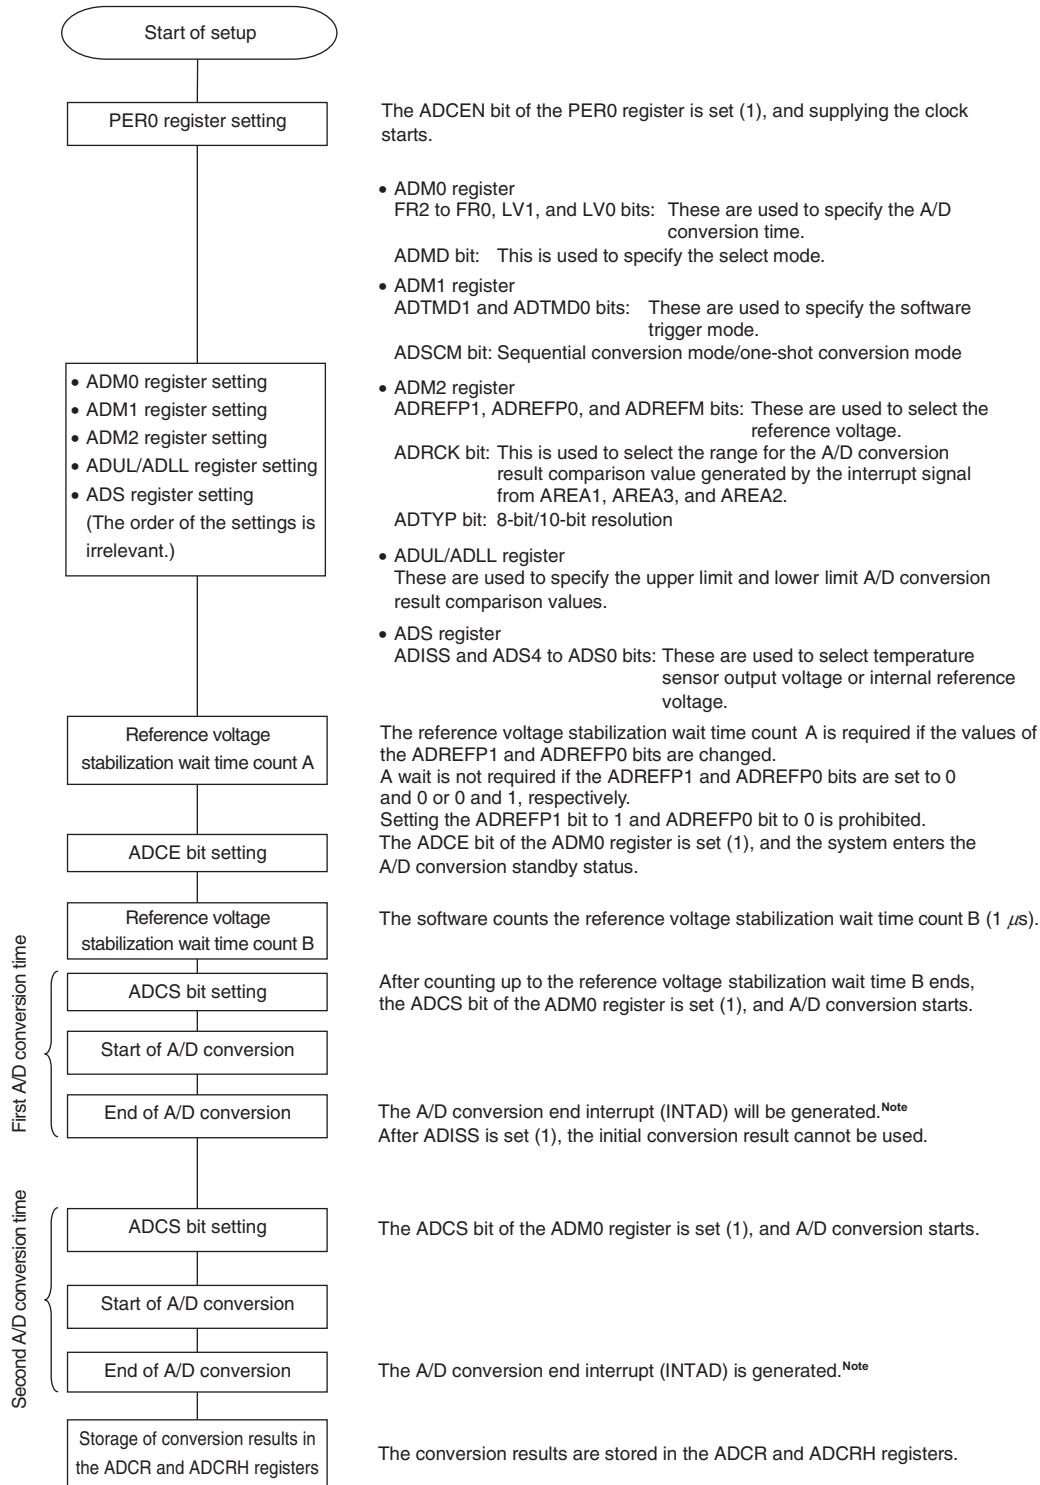 Start of setup
PER0 register setting
The ADCEN bit of the PER0 register is set (1), and supplying the clock
starts.
• ADM0 register
FR2 to FR0, LV1, and LV0 bits: These are used to specify the A/D
conversion time.
ADMD bit: This is used to specify the select mode.
• ADM1 register
ADTMD1 and ADTMD0 bits: These are used to specify the software
trigger mode.
ADSCM bit: Sequential conversion mode/one-shot conversion mode
• ADM0 register setting
• ADM1 register setting
• ADM2 register setting
• ADUL/ADLL register setting
• ADS register setting
(The order of the settings is
irrelevant.)
• ADM2 register
ADREFP1, ADREFP0, and ADREFM bits: These are used to select the
reference voltage.
ADRCK bit: This is used to select the range for the A/D conversion
result comparison value generated by the interrupt signal
from AREA1, AREA3, and AREA2.
ADTYP bit: 8-bit/10-bit resolution
• ADUL/ADLL register
These are used to specify the upper limit and lower limit A/D conversion
result comparison values.
• ADS register
ADISS and ADS4 to ADS0 bits: These are used to select temperature
sensor output voltage or internal reference
voltage.
Reference voltage
stabilization wait time count A
The reference voltage stabilization wait time count A is required if the values of
the ADREFP1 and ADREFP0 bits are changed.
A wait is not required if the ADREFP1 and ADREFP0 bits are set to 0
and 0 or 0 and 1, respectively.
Setting the ADREFP1 bit to 1 and ADREFP0 bit to 0 is prohibited.
ADCE bit setting
The ADCE bit of the ADM0 register is set (1), and the system enters the
A/D conversion standby status.
Reference voltage
stabilization wait time count B
The software counts the reference voltage stabilization wait time count B (1 μs).
First A/D conversion time
ADCS bit setting
After counting up to the reference voltage stabilization wait time B ends,
the ADCS bit of the ADM0 register is set (1), and A/D conversion starts.
Start of A/D conversion
End of A/D conversion
The A/D conversion end interrupt (INTAD) will be generated.Note
After ADISS is set (1), the initial conversion result cannot be used.
Second A/D conversion time
ADCS bit setting
The ADCS bit of the ADM0 register is set (1), and A/D conversion starts.
Start of A/D conversion
End of A/D conversion
The A/D conversion end interrupt (INTAD) is generated.Note
Storage of conversion results in
the ADCR and ADCRH registers
The conversion results are stored in the ADCR and ADCRH registers.